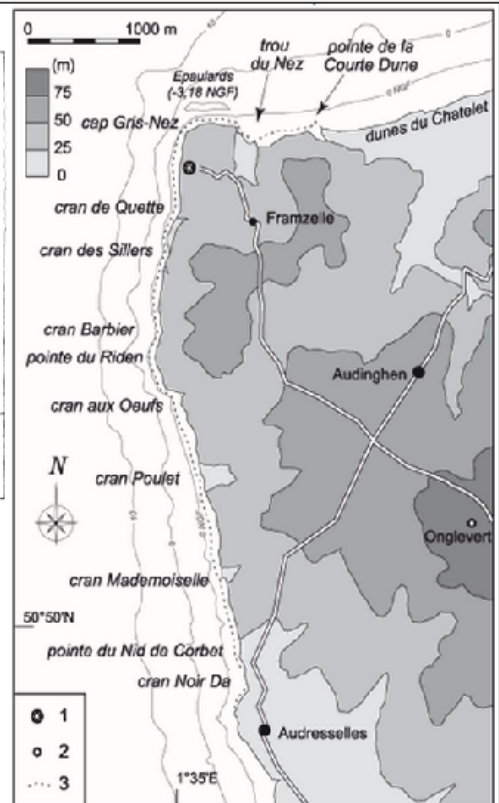 0 1000 m
(m)
75
50
25
0
trou
du Nez
pointe de la
Courte Dune
Epaulards
(-3,18 NGF)
0 NGF
cap Gris-Nez
dunes du Chatelet
cran de Quette
Framzelle
cran des Sillers
cran Barbier
pointe du Riden
Audinghen
cran aux Oeufs
N
cran Poulet
Onglevert
cran Mademoiselle
50°50'N
pointe du Nid de Corbet
cran Noir Da
1
2
3
Audresselles
1°35'E